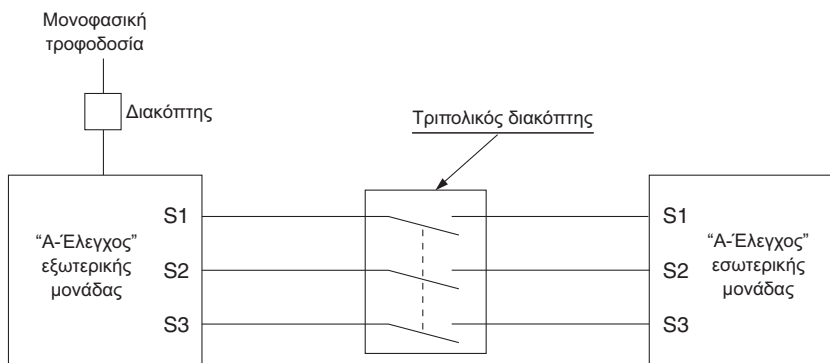 Μονοφασική
τροφοδοσία
Διακόπτης
Τριπολικός διακόπτης
“Α-Έλεγχος”
εξωτερικής
μονάδας
S1
S2
S3
S1
S2
S3
“Α-Έλεγχος”
εσωτερικής
μονάδας